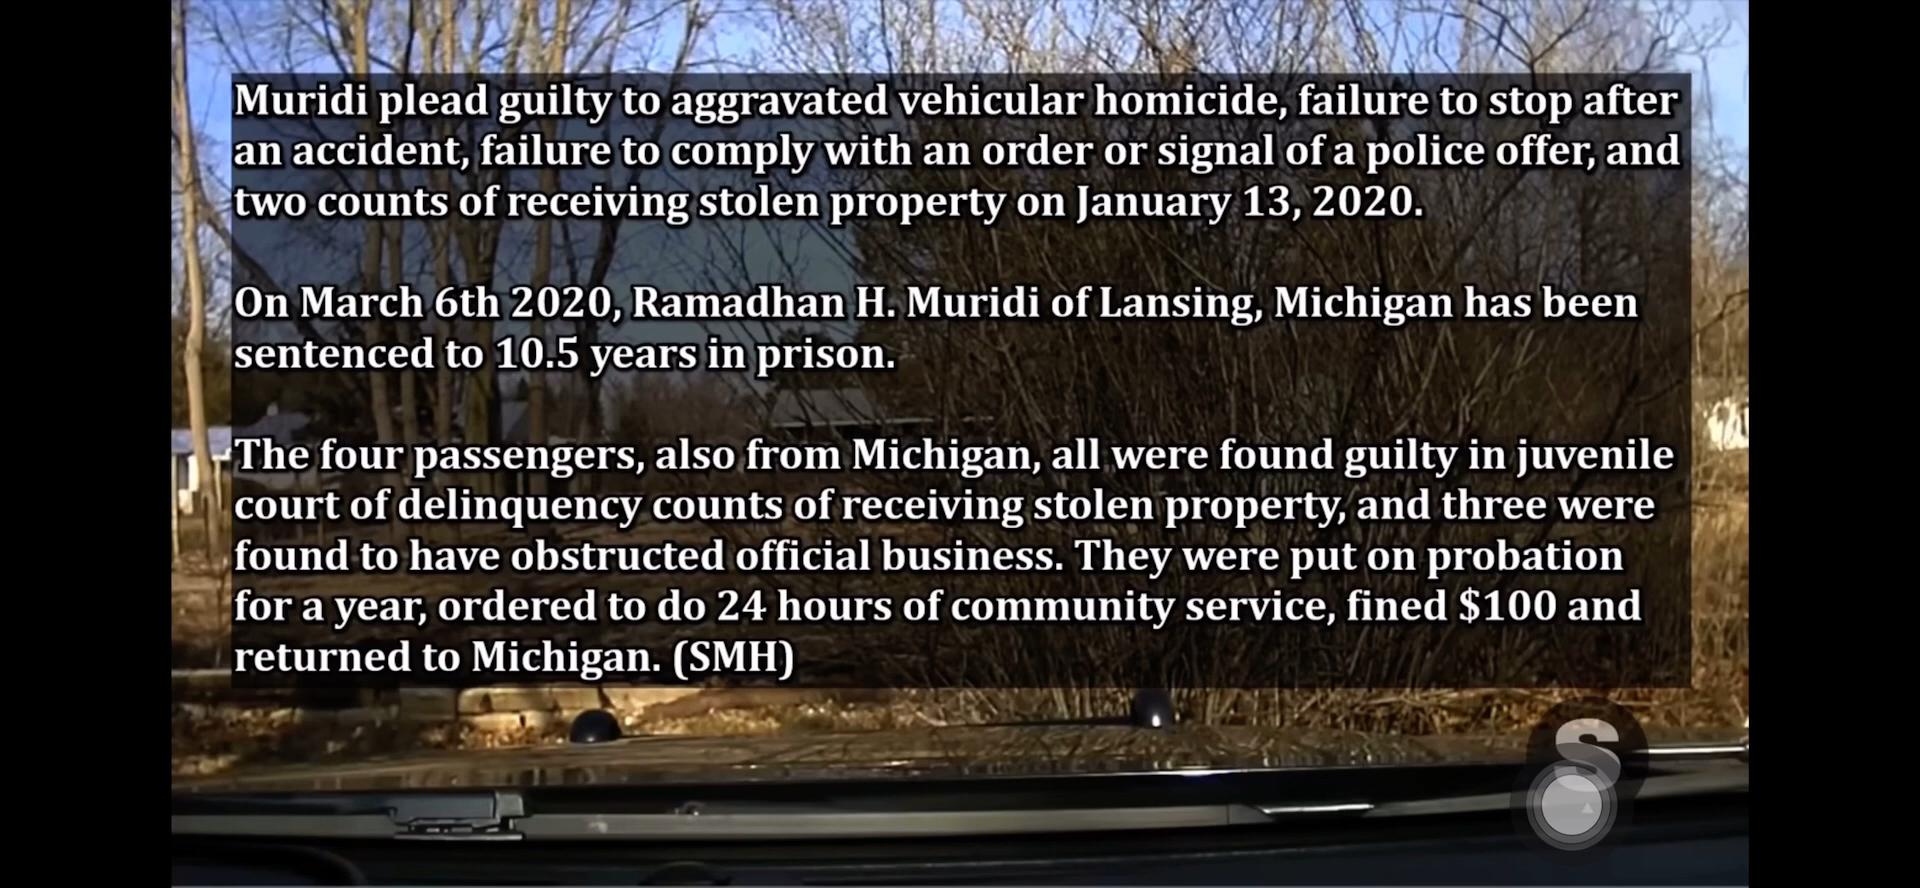 Muridi plead guilty to aggravated vehicular homicide, failure to stop after
an accident, failure to comply with an order or signal of a police offer, and
two counts of receiving stolen property on January 13, 2020.
On March 6th 2020, Ramadhan H. Muridi of Lansing, Michigan has been
sentenced to 10.5 years in prison.
The four passengers, also from Michigan, all were found guilty in juvenile
court of delinquency counts of receiving stolen property, and three were
found to have obstructed official business. They were put on probation
for a year, ordered to do 24 hours of community service, fined $100 and
returned to Michigan. (SMH)
S